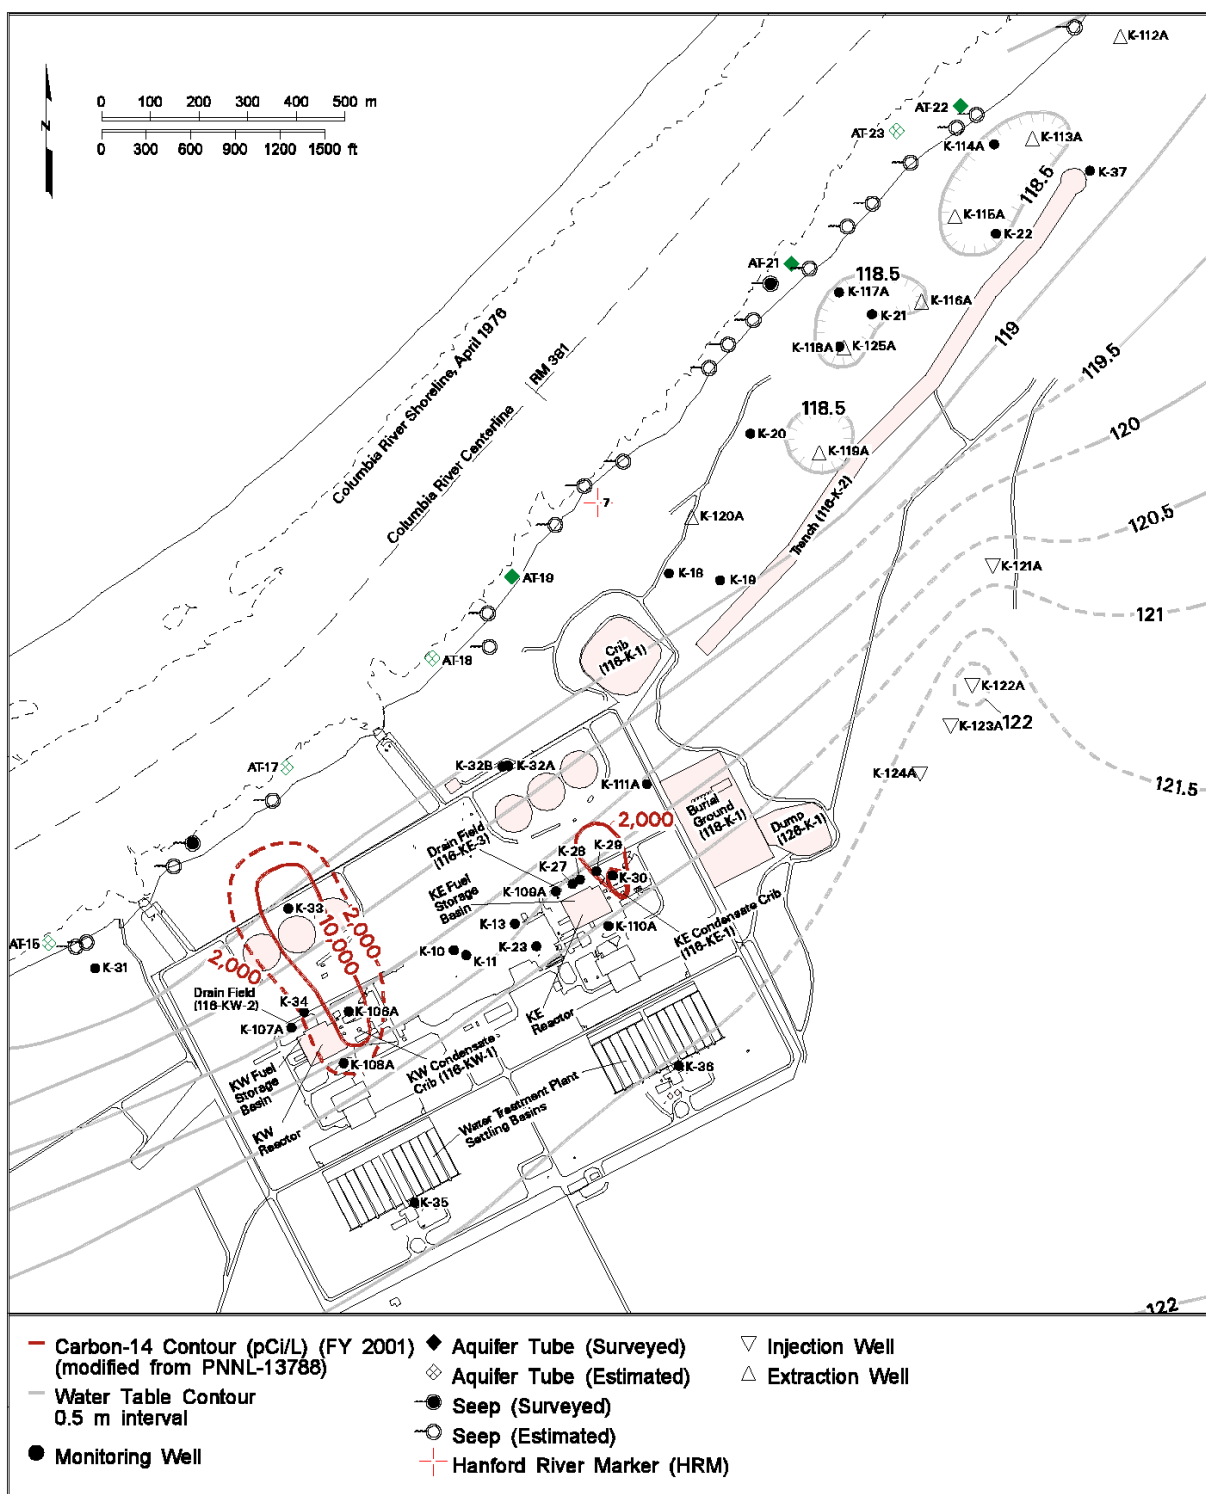 K-112A
N
0 100 200 300 400 500 m
0 300 600 900 1200 1500 ft
AT-22
AT-23
K-113A
K-114A
K-37
118.5
K-115A
K-22
AT-21
118.5
K-117A
K-116A
K-21
K-118A
K-125A
119
119.5
Columbia River Shoreline, April 1976
RM 381
Columbia River Centerline
118.5
K-20
K-119A
120
7
K-120A
Trench (116-K-2)
120.5
K-121A
AT-19
K-18
K-19
121
Crib
(116-K-1)
AT-18
K-122A
122
K-123A
AT-17
K-32B
K-32A
K-124A
K-111A
121.5
Burial
Ground
(118-K-1)
Dump
(128-K-1)
2,000
Drain Field
(116-KE-3)
K-29
K-28
K-27
K-30
K-109A
KE Fuel
Storage
Basin
K-33
2,000
10,000
K-13
K-110A
KE Condensate Crib
(116-KE-1)
AT-15
K-31
K-10
K-11
K-23
2,000
Drain Field
(116-KW-2)
K-34
K-106A
K-107A
KE
Reactor
K-108A
KW Condensate
Crib (116-KW-1)
K-36
KW Fuel
Storage
Basin
KW
Reactor
Water Treatment Plant
Settling Basins
K-35
122
Carbon-14 Contour (pCi/L) (FY 2001)
(modified from PNNL-13788)
Water Table Contour
0.5 m interval
Monitoring Well
Aquifer Tube (Surveyed)
Aquifer Tube (Estimated)
Seep (Surveyed)
Seep (Estimated)
Hanford River Marker (HRM)
Injection Well
Extraction Well